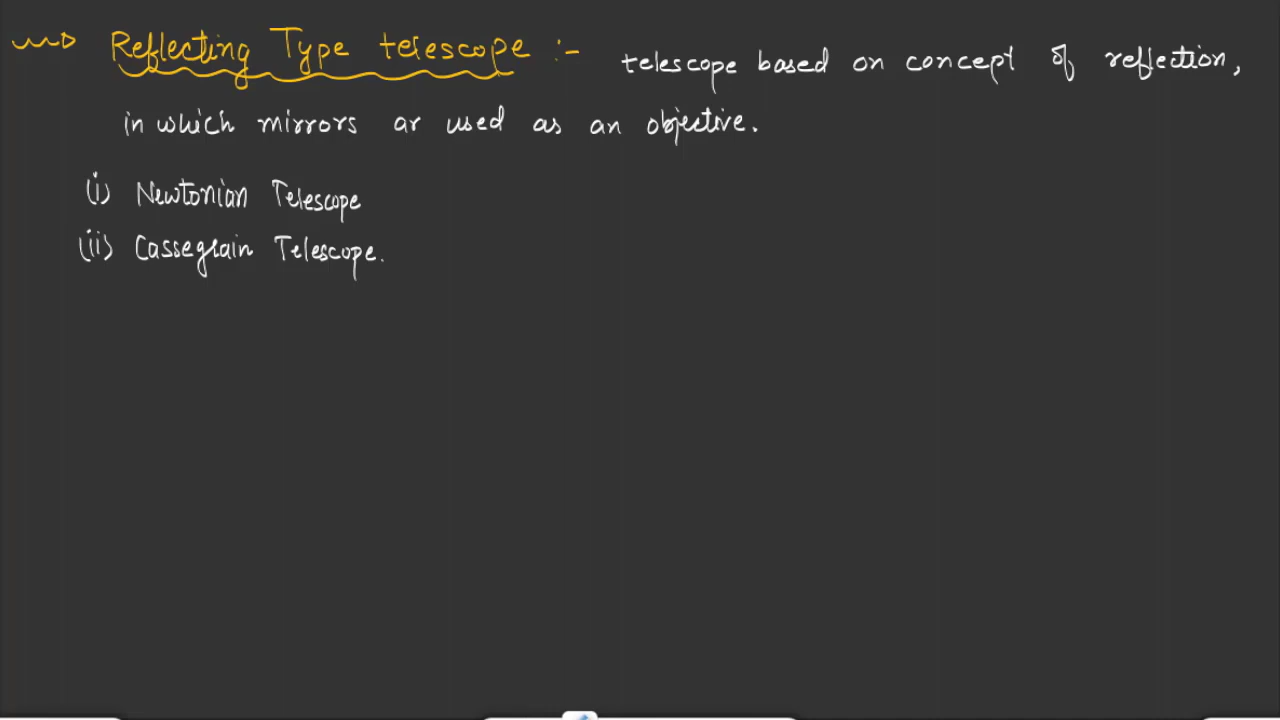 Reflecting Type telescope :- telescope based on concept of reflection,
in which mirrors ar used as an objective.
(i) Newtonian Telescope
(ii) Cassegrain Telescope.